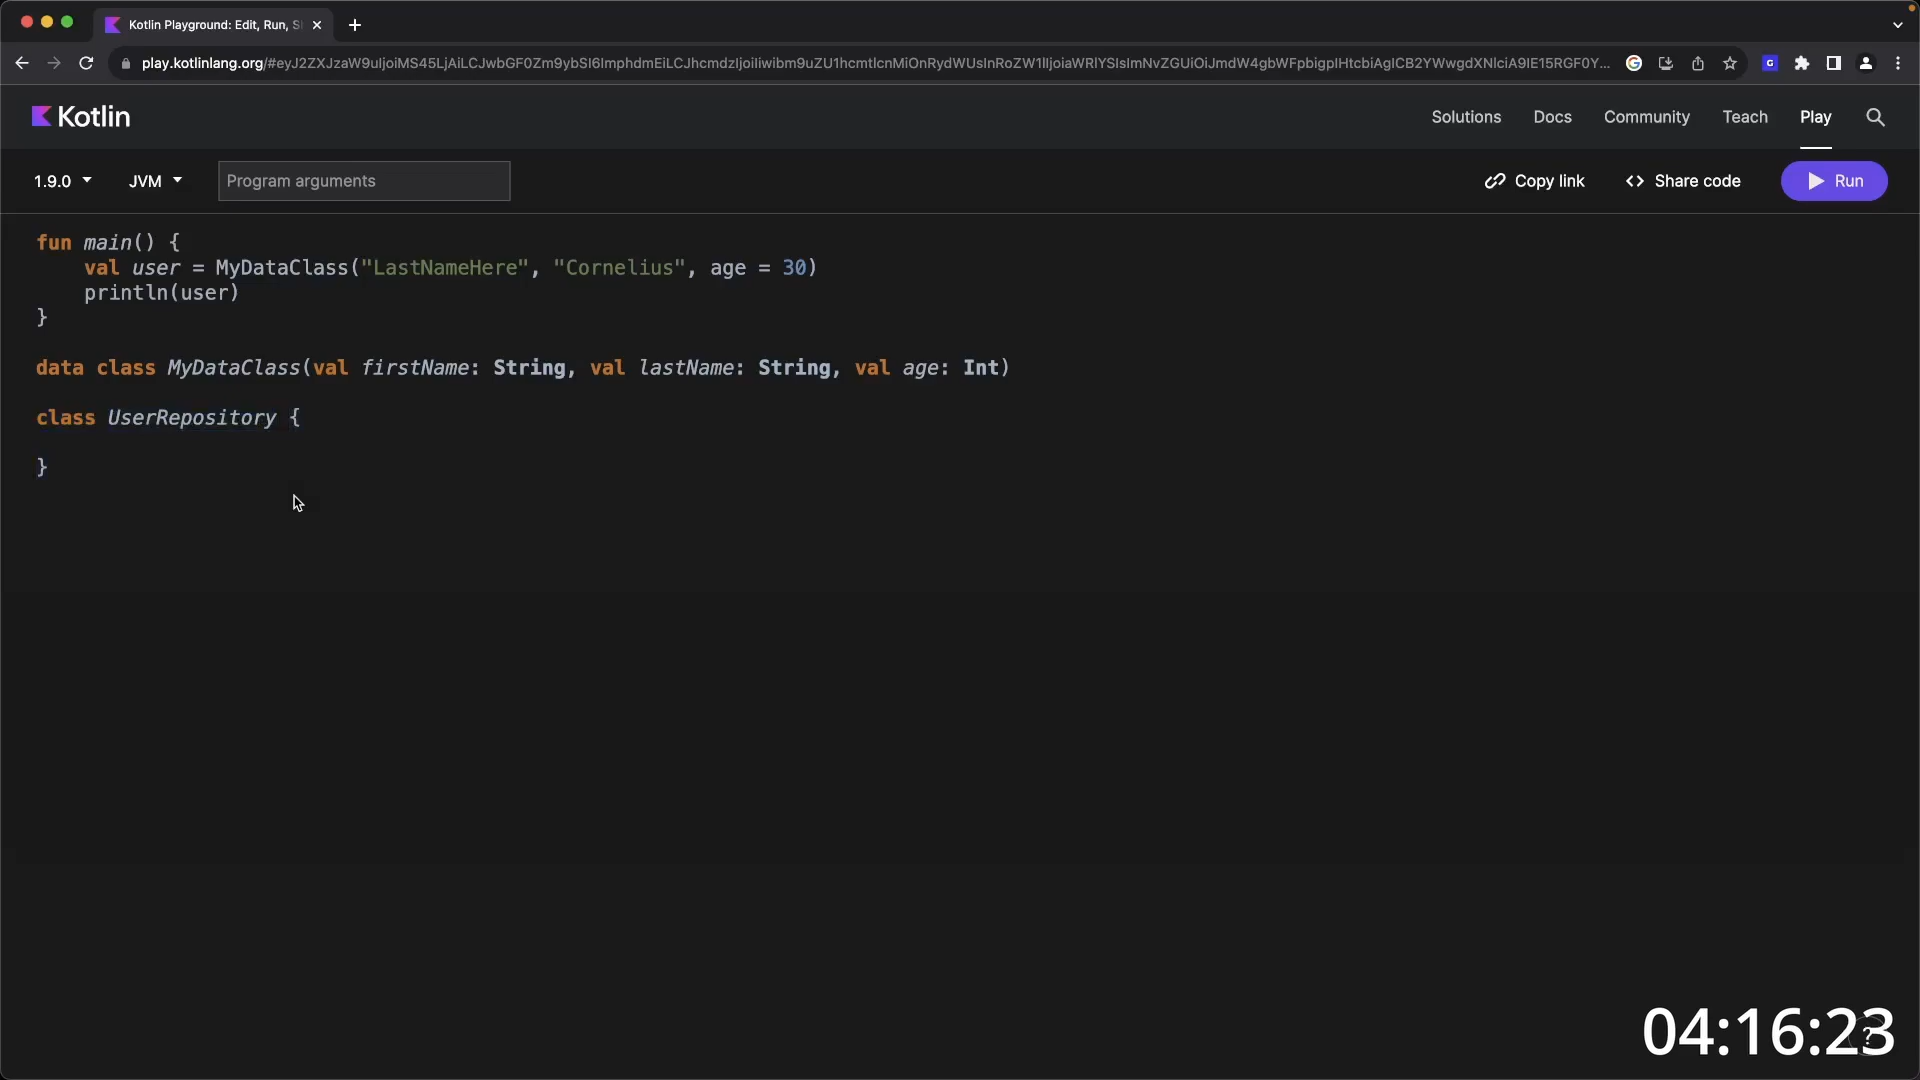 Kotlin Playground: Edit, Run, S
play.kotlinlang.org/#eyJ2ZXJzaW9uIjoiMS45LjAiLCJwbGF0Zm9ybSI6ImphdmEiLCJhcmdzIjoiIiwibm9uZU1hcmtlcnMiOnRydWUsInRoZW1lIjoiaWRlYSIsImNvZGUiOiJmdW4gbWFpbigpIHtcbiAgICB2YWwgdXNlciA9IE15RGF0Y...
Kotlin
Solutions
Docs
Community
Teach
Play
1.9.0
JVM
Program arguments
Copy link
Share code
Run
fun main() {
    val user = MyDataClass("LastNameHere", "Cornelius", age = 30)
    println(user)
}
data class MyDataClass(val firstName: String, val lastName: String, val age: Int)
class UserRepository {
}
04:16:23